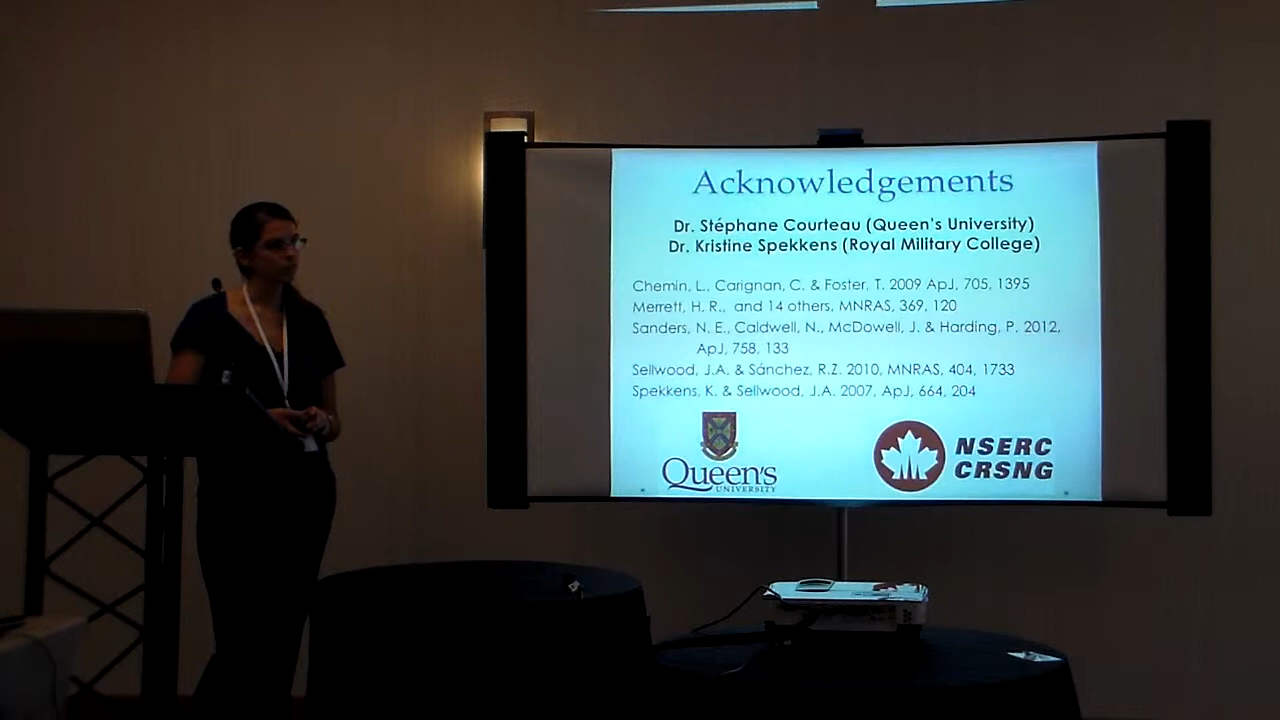 Acknowledgements
Dr. Stéphane Courteau (Queen's University)
Dr. Kristine Spekkens (Royal Military College)
Chemin, L., Carignan, C. & Foster, T. 2009 ApJ, 705, 1395
Merrett, H. R., and 14 others, MNRAS, 369, 120
Sanders, N. E., Caldwell, N., McDowell, J. & Harding, P. 2012,
ApJ, 758, 133
Sellwood, J.A. & Sánchez, R.Z. 2010, MNRAS, 404, 1733
Spekkens, K. & Sellwood, J.A. 2007, ApJ, 664, 204
Queen's
UNIVERSITY
NSERC
CRSNG